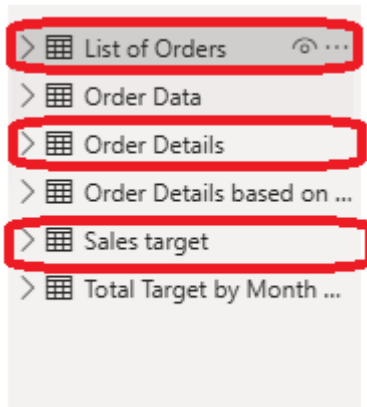 List of Orders
Order Data
Order Details
Order Details based on ...
Sales target
Total Target by Month ...